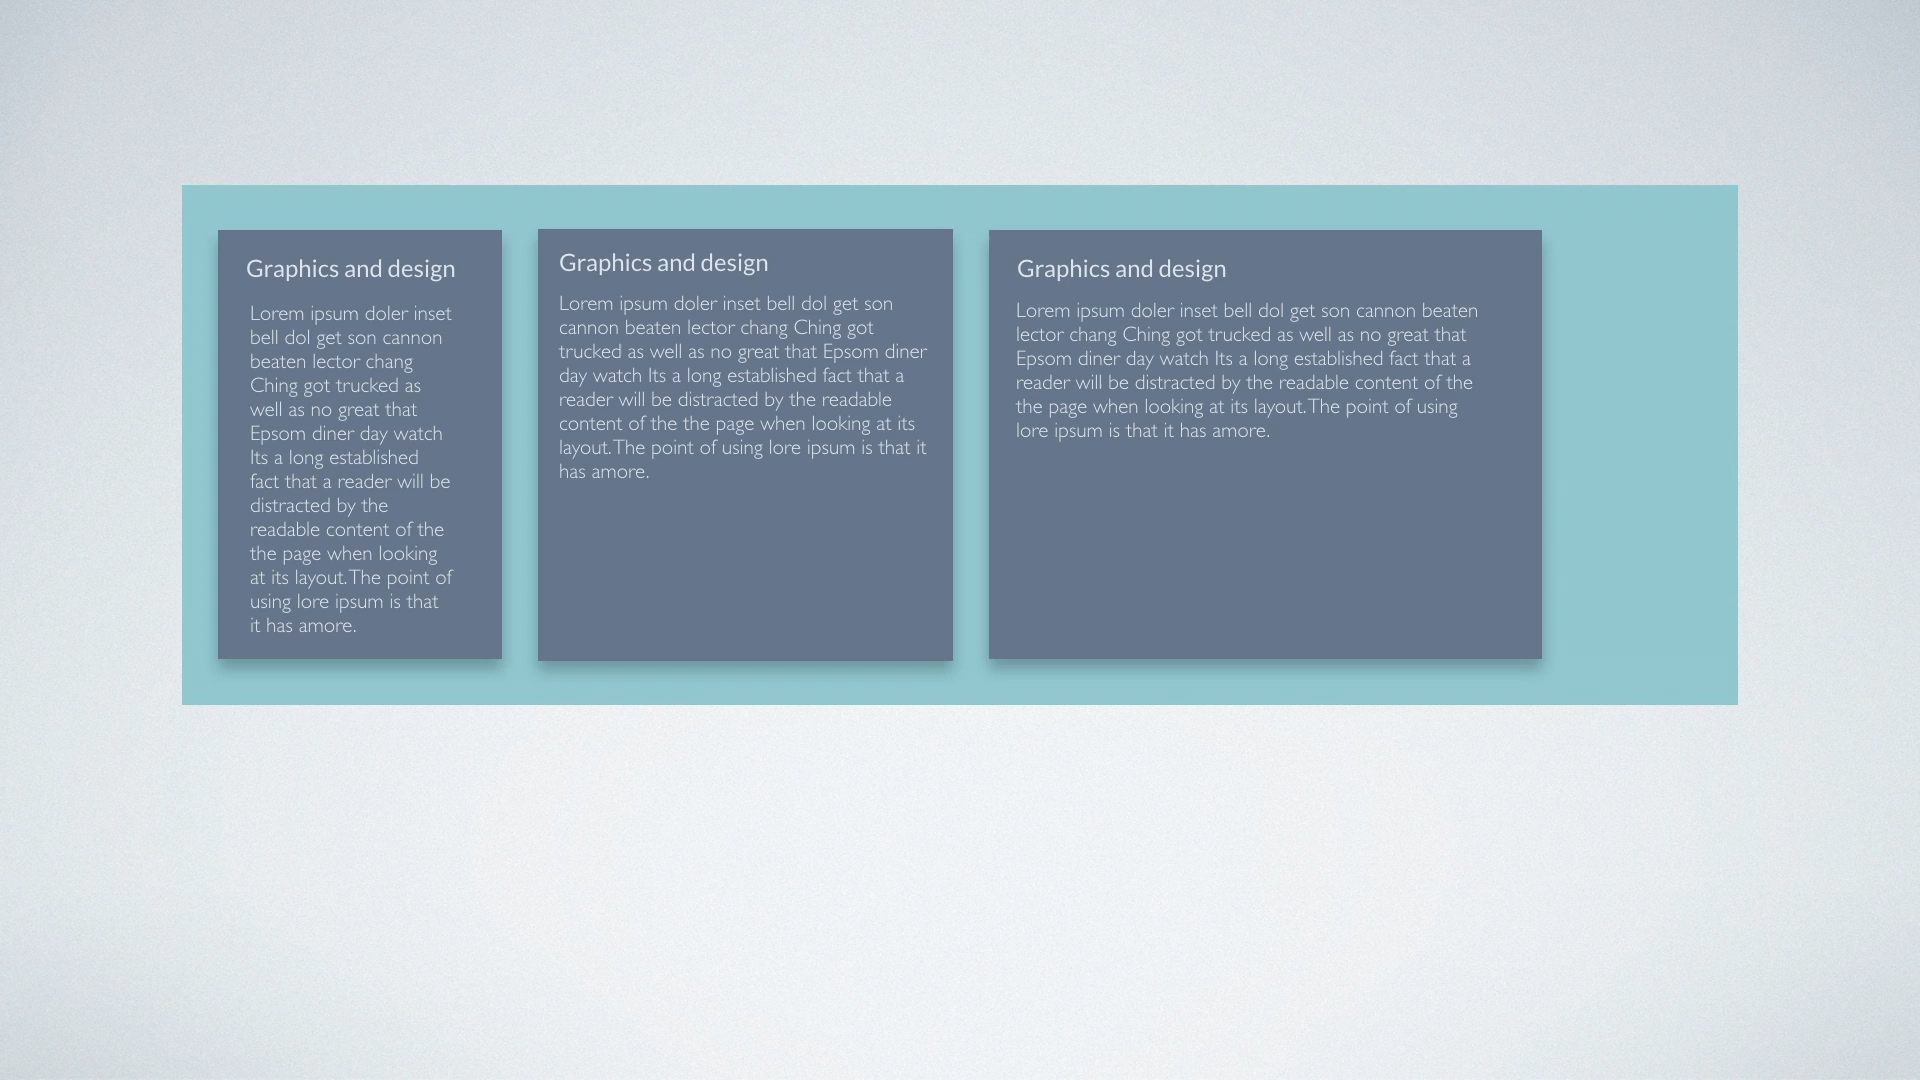 Graphics and design
Lorem ipsum doler inset
bell dol get son cannon
beaten lector chang
Ching got trucked as
well as no great that
Epsom diner day watch
Its a long established
fact that a reader will be
distracted by the
readable content of the
the page when looking
at its layout. The point of
using lore ipsum is that
it has amore.
Graphics and design
Lorem ipsum doler inset bell dol get son
cannon beaten lector chang Ching got
trucked as well as no great that Epsom diner
day watch Its a long established fact that a
reader will be distracted by the readable
content of the the page when looking at its
layout. The point of using lore ipsum is that it
has amore.
Graphics and design
Lorem ipsum doler inset bell dol get son cannon beaten
lector chang Ching got trucked as well as no great that
Epsom diner day watch Its a long established fact that a
reader will be distracted by the readable content of the
the page when looking at its layout. The point of using
lore ipsum is that it has amore.